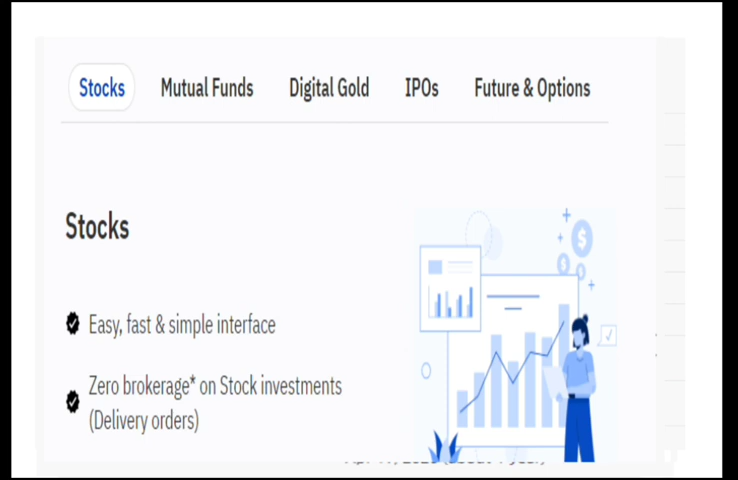 Stocks Mutual Funds Digital Gold IPOs Future & Options
Stocks
Easy, fast & simple interface
Zero brokerage* on Stock investments
(Delivery orders)